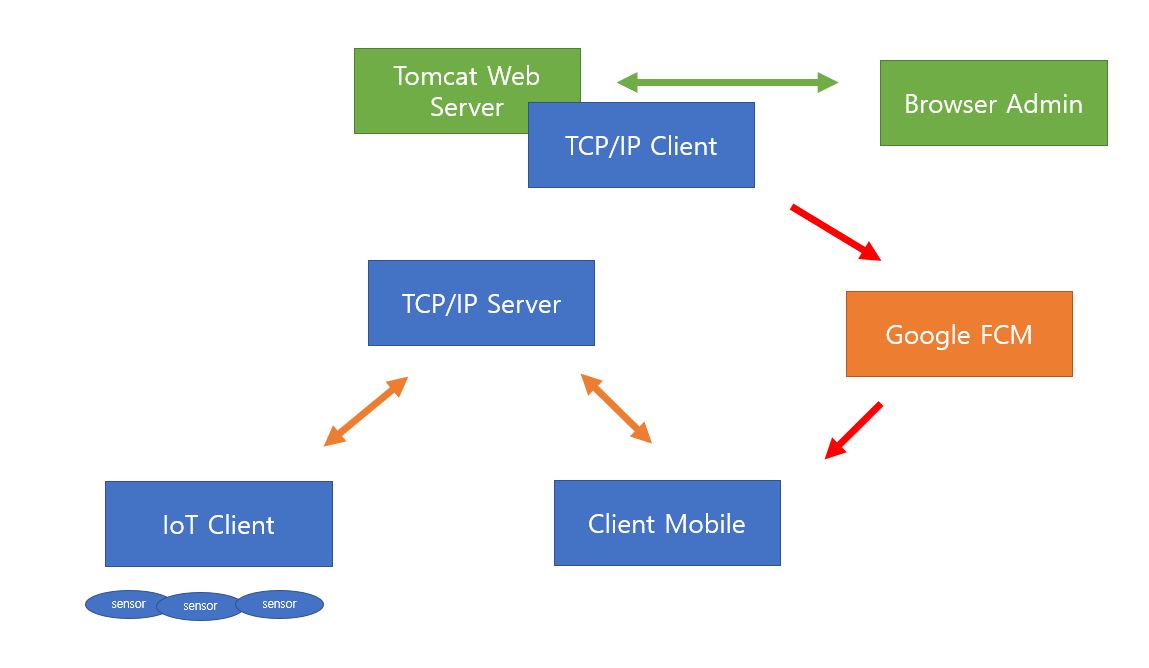 Tomcat Web
Server
TCP/IP Client
Browser Admin
TCP/IP Server
Google FCM
IoT Client
Client Mobile
sensor
sensor
sensor